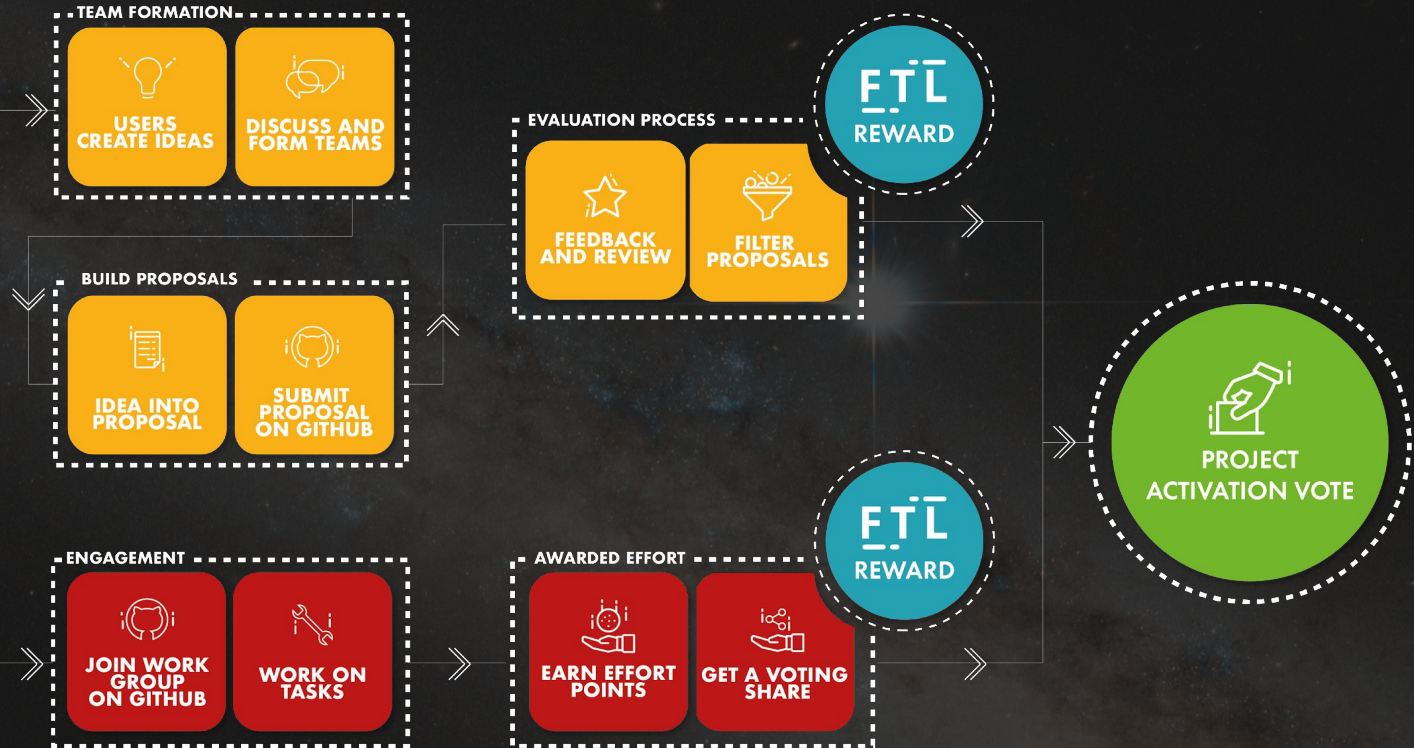 TEAM FORMATION
USERS
CREATE IDEAS
DISCUSS AND
FORM TEAMS
BUILD PROPOSALS
IDEA INTO
PROPOSAL
SUBMIT
PROPOSAL
ON GITHUB
EVALUATION PROCESS
FEEDBACK
AND REVIEW
FILTER
PROPOSALS
FTL
REWARD
ENGAGEMENT
JOIN WORK
GROUP
ON GITHUB
WORK ON
TASKS
AWARDED EFFORT
EARN EFFORT
POINTS
GET A VOTING
SHARE
FTL
REWARD
PROJECT
ACTIVATION VOTE